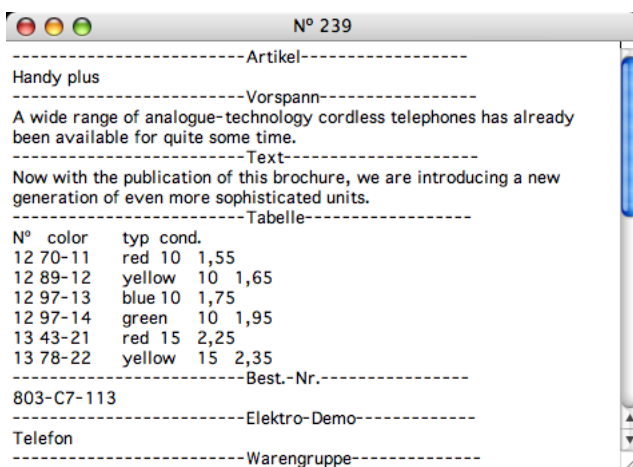 Nº 239
-------------------------Artikel------------------
Handy plus
-------------------------Vorspann-----------------
A wide range of analogue-technology cordless telephones has already
been available for quite some time.
-------------------------Text---------------------
Now with the publication of this brochure, we are introducing a new
generation of even more sophisticated units.
-------------------------Tabelle------------------
Nº color typ cond.
12 70-11 red 10 1,55
12 89-12 yellow 10 1,65
12 97-13 blue 10 1,75
12 97-14 green 10 1,95
13 43-21 red 15 2,25
13 78-22 yellow 15 2,35
-------------------------Best.-Nr.----------------
803-C7-113
-------------------------Elektro-Demo-------------
Telefon
-------------------------Warengruppe--------------